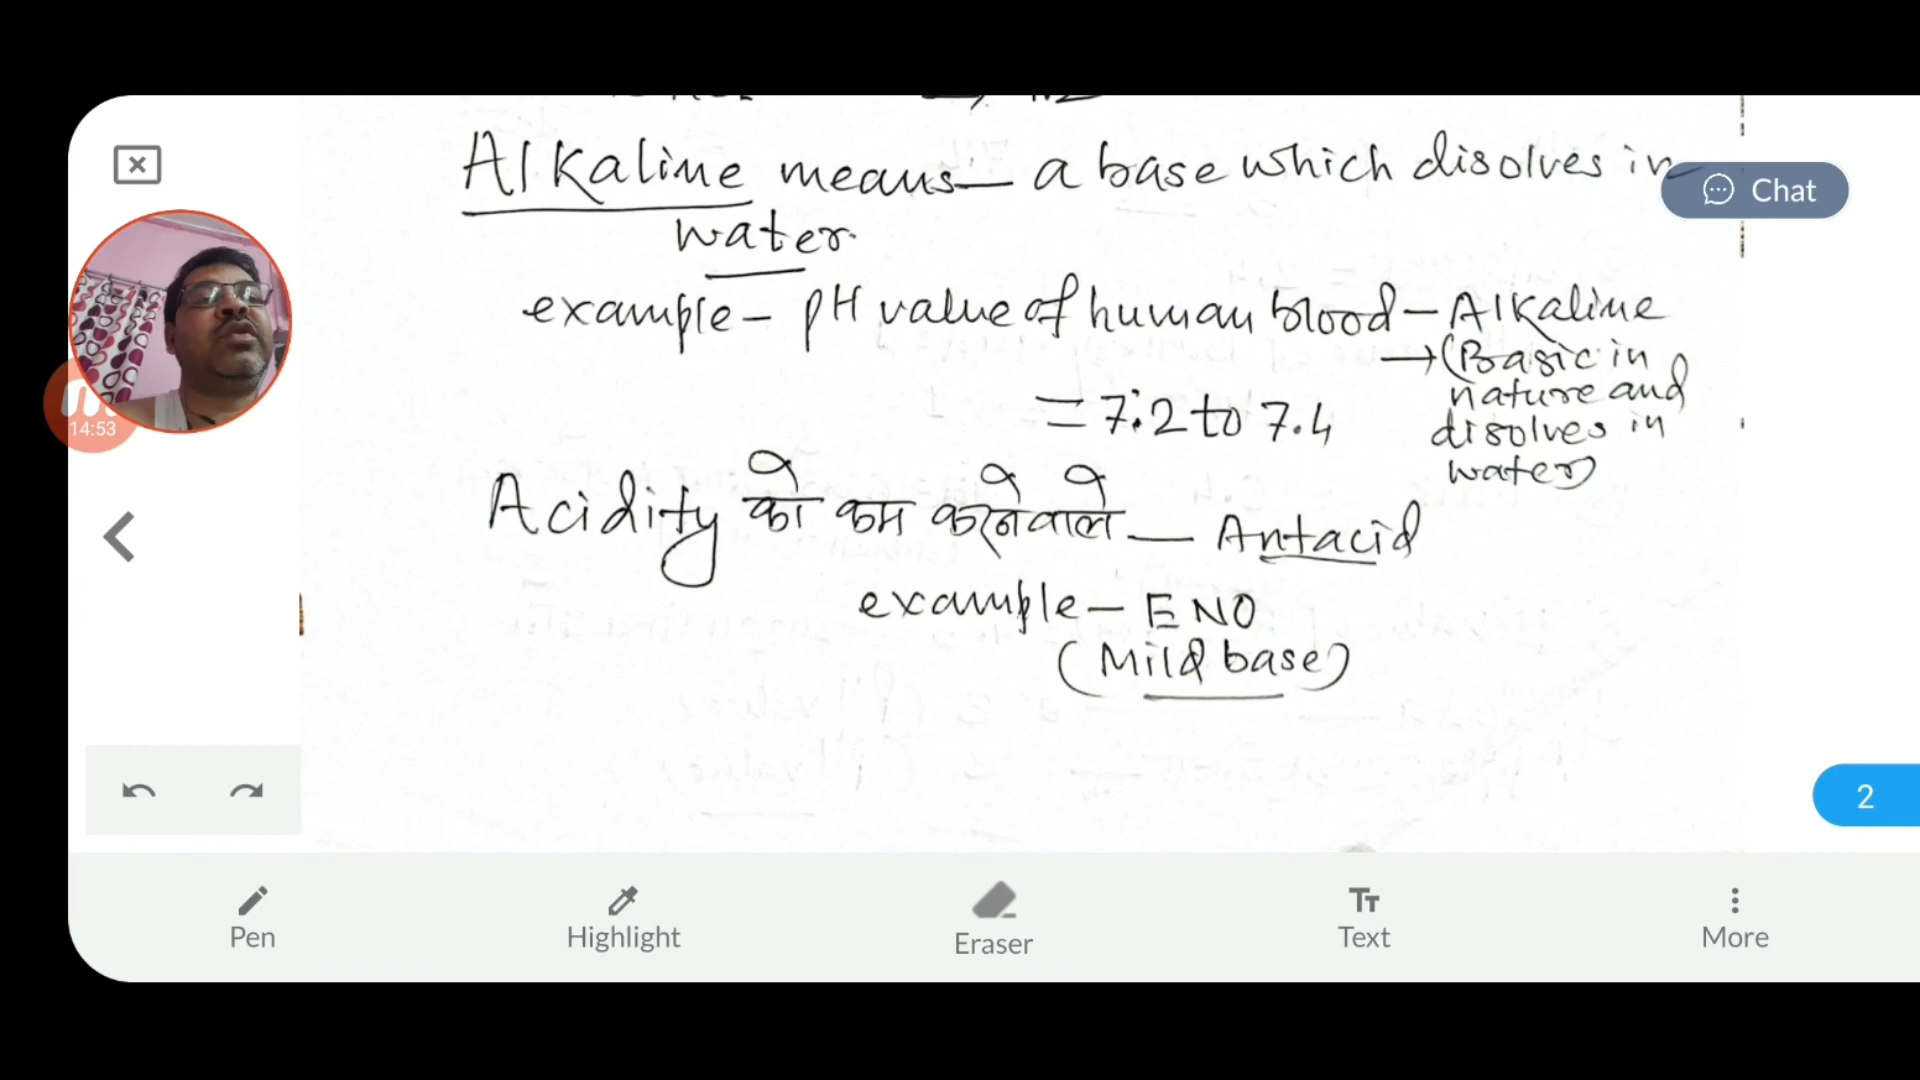 Alkaline means — a base which disolves in
water.
example — pH value of human blood — Alkaline
→ (Basic in
nature and
disolves in
water)
= 7.2 to 7.4
Acidity को कम करनेवाले — Antacid
example — ENO
(Mild base)
Chat
14:53
2
Pen
Highlight
Eraser
Text
More